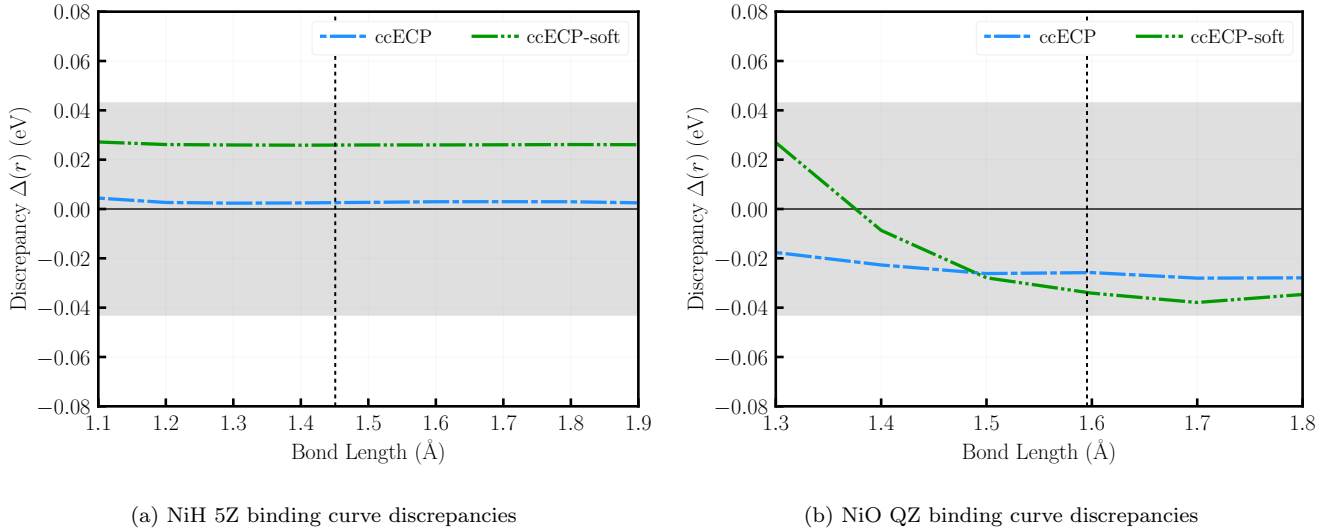 0.08
0.06
0.04
0.02
0.00
−0.02
−0.04
−0.06
−0.08
Discrepancy Δ(r) (eV)
ccECP
ccECP-soft
1.1 1.2 1.3 1.4 1.5 1.6 1.7 1.8 1.9
Bond Length (Å)
(a) NiH 5Z binding curve discrepancies
0.08
0.06
0.04
0.02
0.00
−0.02
−0.04
−0.06
−0.08
Discrepancy Δ(r) (eV)
ccECP
ccECP-soft
1.3 1.4 1.5 1.6 1.7 1.8
Bond Length (Å)
(b) NiO QZ binding curve discrepancies